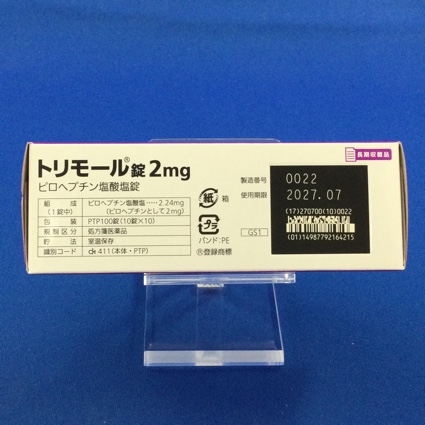 長期収載品
トリモール®錠2mg
ピロヘプチン塩酸塩錠
組成(1錠中) ピロヘプチン塩酸塩……2.24mg
(ピロヘプチンとして2mg)
包装 PTP100錠(10錠×10)
規制区分 処方箋医薬品
貯法 室温保存
識別コード 411(本体・PTP)
紙 箱
プラ
バンド:PE
®登録商標
製造番号 0022
使用期限 2027.07
GS1
(17)270700(10)0022
(01)14987792164215